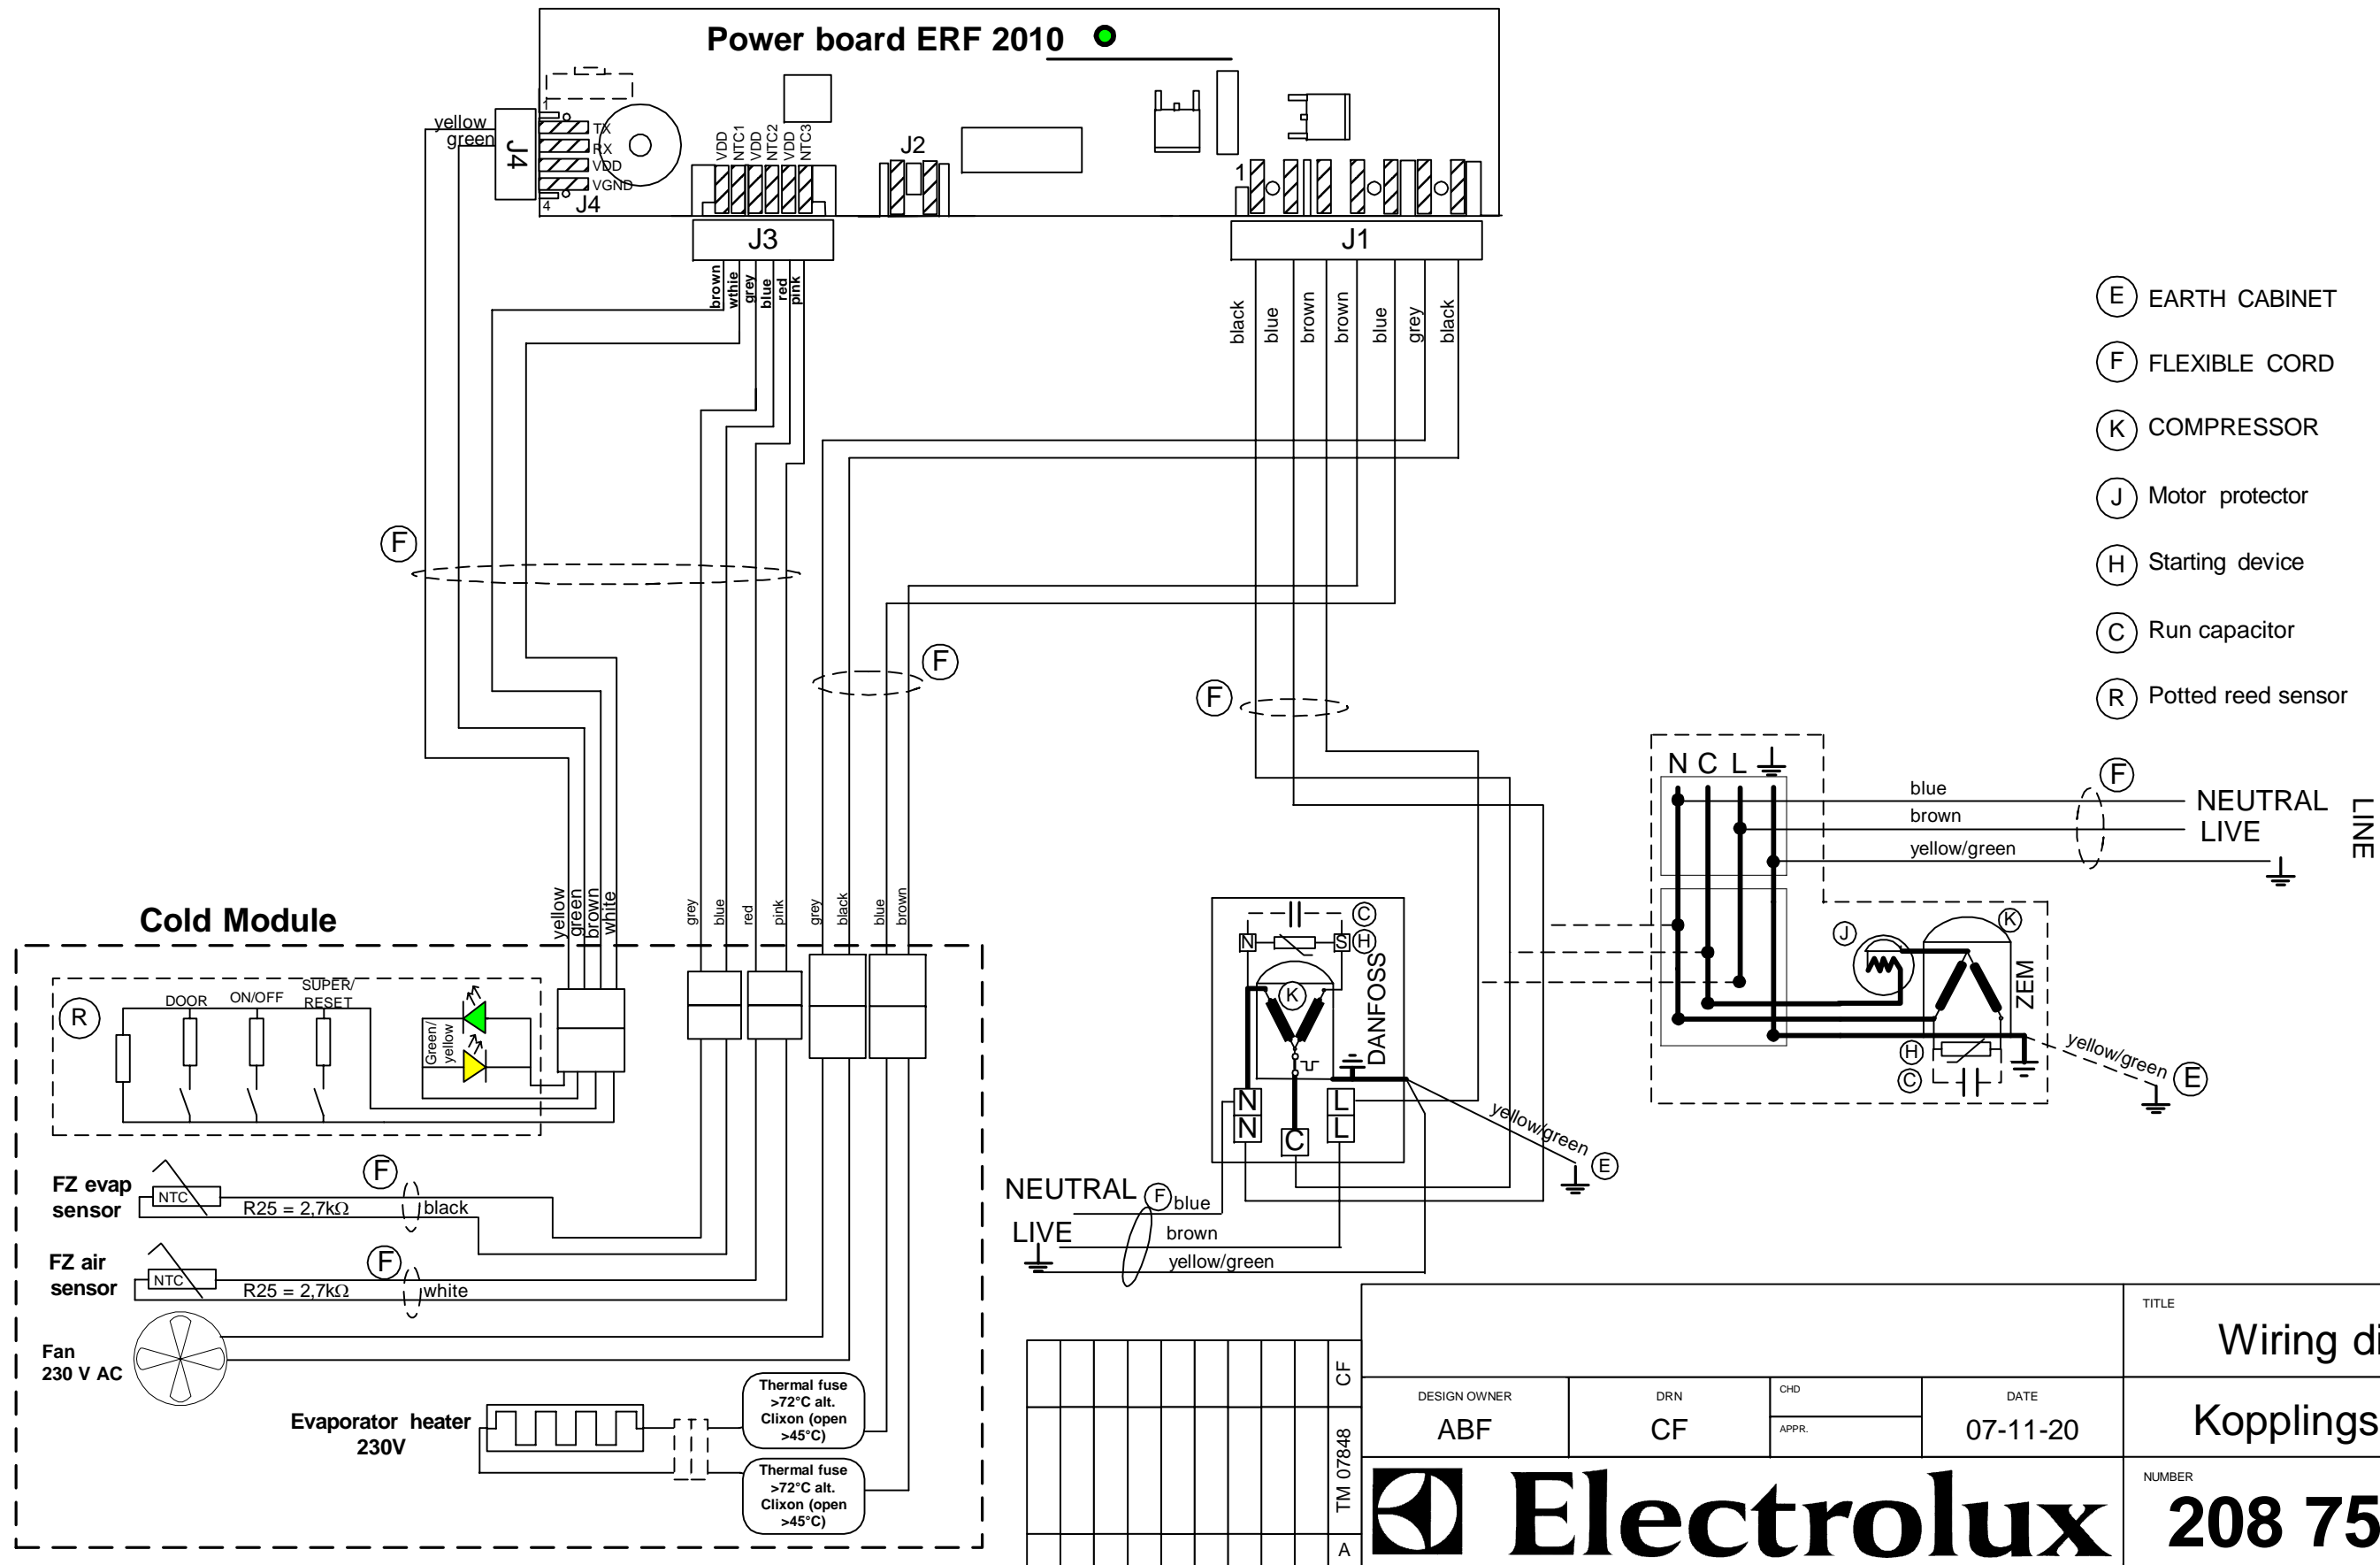 Power board ERF 2010
yellow
green
J4
1
TX
RX
VDD
VGND
4
J4
VDD
NTC1
VDD
NTC2
VDD
NTC3
J2
1
J3
J1
brown
wthie
grey
blue
red
pink
black
blue
brown
brown
blue
grey
black
E EARTH CABINET
F FLEXIBLE CORD
K COMPRESSOR
J Motor protector
H Starting device
C Run capacitor
R Potted reed sensor
F
F
F
N C L
F
blue
NEUTRAL
brown
LIVE
LINE
yellow/green
Cold Module
yellow
green
brown
white
grey
blue
red
pink
grey
black
blue
brown
R
DOOR
ON/OFF
SUPER/
RESET
Green/
yellow
C
N
S
H
K
DANFOSS
N
L
N
L
C
yellow/green
E
J
K
ZEM
H
C
yellow/green
E
FZ evap
sensor
NTC
R25 = 2,7kΩ
F
black
FZ air
sensor
NTC
R25 = 2,7kΩ
F
white
Fan
230 V AC
Evaporator heater
230V
Thermal fuse
>72°C alt.
Clixon (open
>45°C)
Thermal fuse
>72°C alt.
Clixon (open
>45°C)
NEUTRAL
F
blue
LIVE
brown
yellow/green
CF
TM 07848
A
DESIGN OWNER
ABF
DRN
CF
CHD
APPR.
DATE
07-11-20
TITLE
Wiring di
Kopplings
NUMBER
208 75
Electrolux